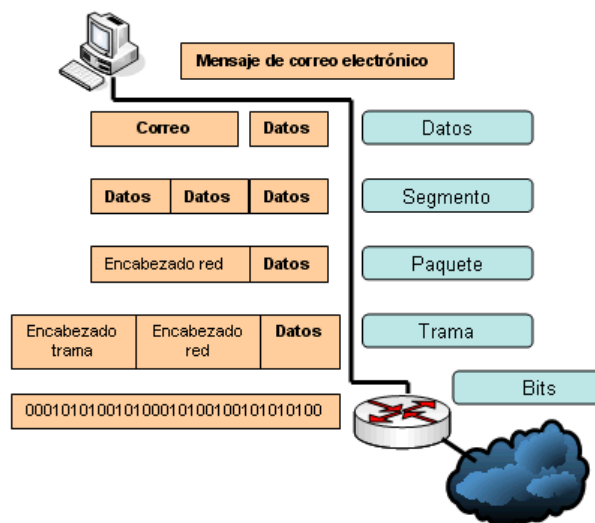 Mensaje de correo electrónico
Correo Datos Datos
Datos Datos Datos Segmento
Encabezado red Datos Paquete
Encabezado trama Encabezado red Datos Trama
Bits
000101010010100010100100101010100